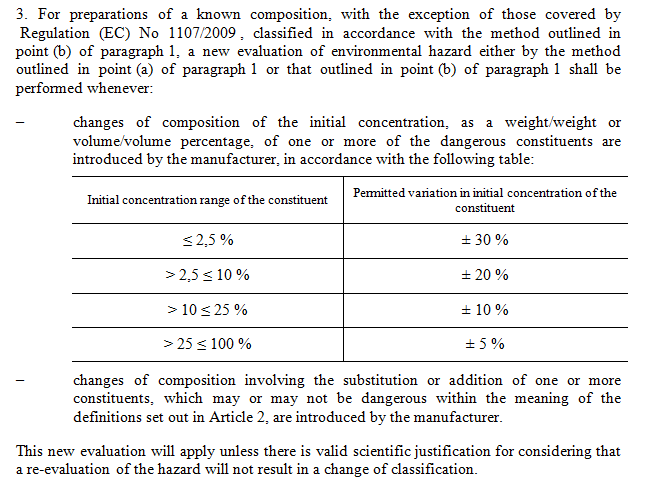 3. For preparations of a known composition, with the exception of those covered by
Regulation (EC) No 1107/2009, classified in accordance with the method outlined in
point (b) of paragraph 1, a new evaluation of environmental hazard either by the method
outlined in point (a) of paragraph 1 or that outlined in point (b) of paragraph 1 shall be
performed whenever:
– changes of composition of the initial concentration, as a weight/weight or
volume/volume percentage, of one or more of the dangerous constituents are
introduced by the manufacturer, in accordance with the following table:
Initial concentration range of the constituent Permitted variation in initial concentration of the
constituent
≤ 2,5 % ± 30 %
> 2,5 ≤ 10 % ± 20 %
> 10 ≤ 25 % ± 10 %
> 25 ≤ 100 % ± 5 %
– changes of composition involving the substitution or addition of one or more
constituents, which may or may not be dangerous within the meaning of the
definitions set out in Article 2, are introduced by the manufacturer.
This new evaluation will apply unless there is valid scientific justification for considering that
a re-evaluation of the hazard will not result in a change of classification.